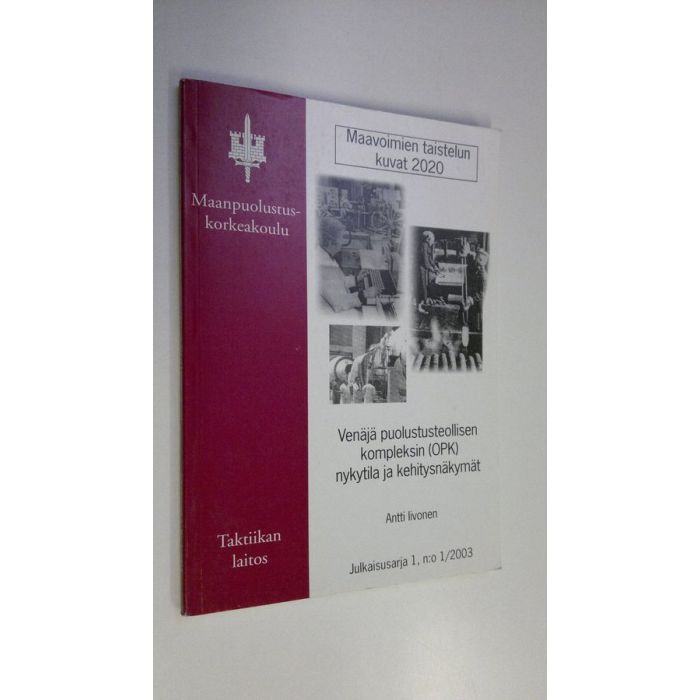 Maanpuolustus-
korkeakoulu
Taktiikan
laitos
Maavoimien taistelun
kuvat 2020
Venäjä puolustusteollisen
kompleksin (OPK)
nykytila ja kehitysnäkymät
Antti Iivonen
Julkaisusarja 1, n:o 1/2003